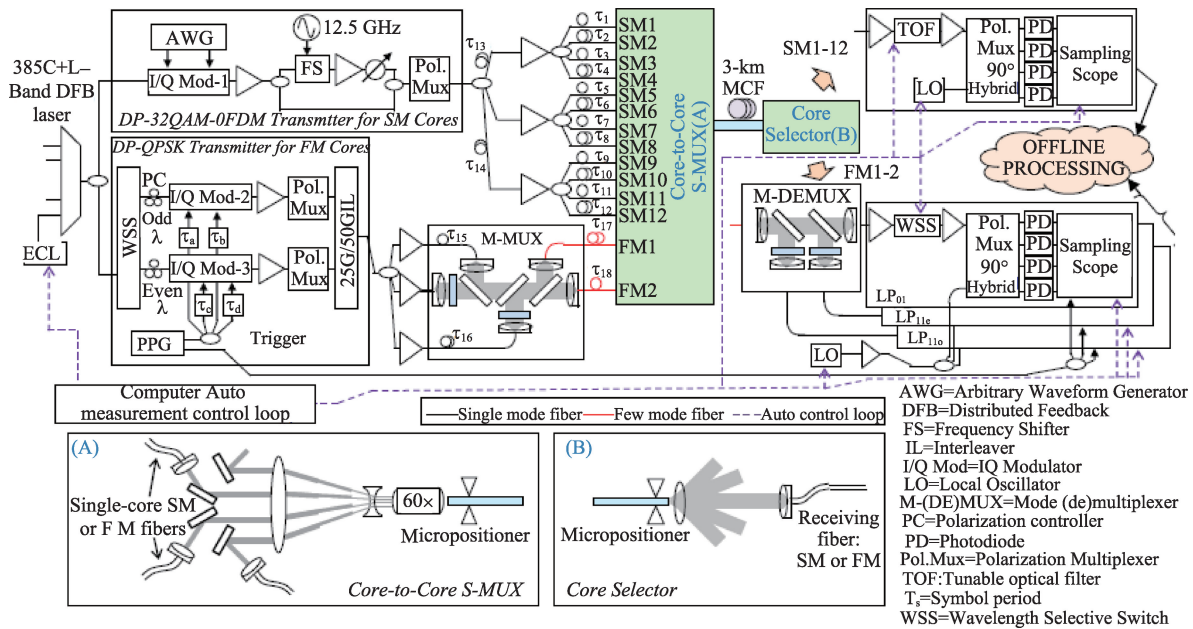 385C+L–
Band DFB
laser
ECL
AWG
I/Q Mod-1
12.5 GHz
FS
Pol.
Mux
DP-32QAM-0FDM Transmtter for SM Cores
DP-QPSK Transmitter for FM Cores
WSS
PC
Odd
λ
I/Q Mod-2
Pol.
Mux
τa
τb
Even
λ
I/Q Mod-3
Pol.
Mux
τc
τd
25G/50GIL
PPG
Trigger
τ13
τ14
τ1
τ2
τ3
τ4
τ5
τ6
τ7
τ8
τ9
τ10
τ11
τ12
τ15
τ16
M-MUX
τ17
τ18
SM1
SM2
SM3
SM4
SM5
SM6
SM7
SM8
SM9
SM10
SM11
SM12
FM1
FM2
Core-to-Core
S-MUX(A)
3-km
MCF
Core
Selector(B)
SM1-12
FM1-2
TOF
LO
Pol.
Mux
90°
Hybrid
PD
PD
PD
PD
Sampling
Scope
OFFLINE
PROCESSING
M-DEMUX
WSS
Pol.
Mux
90°
Hybrid
PD
PD
PD
PD
Sampling
Scope
LP01
LP11e
LP11o
LO
Computer Auto
measurement control loop
Single mode fiber
Few mode fiber
Auto control loop
AWG=Arbitrary Waveform Generator
DFB=Distributed Feedback
FS=Frequency Shifter
IL=Interleaver
I/Q Mod=IQ Modulator
LO=Local Oscillator
M-(DE)MUX=Mode (de)multiplexer
PC=Polarization controller
PD=Photodiode
Pol.Mux=Polarization Multiplexer
TOF:Tunable optical filter
Ts=Symbol period
WSS=Wavelength Selective Switch
(A)
Single-core SM
or F M fibers
60×
Micropositioner
Core-to-Core S-MUX
(B)
Micropositioner
Receiving
fiber:
SM or FM
Core Selector